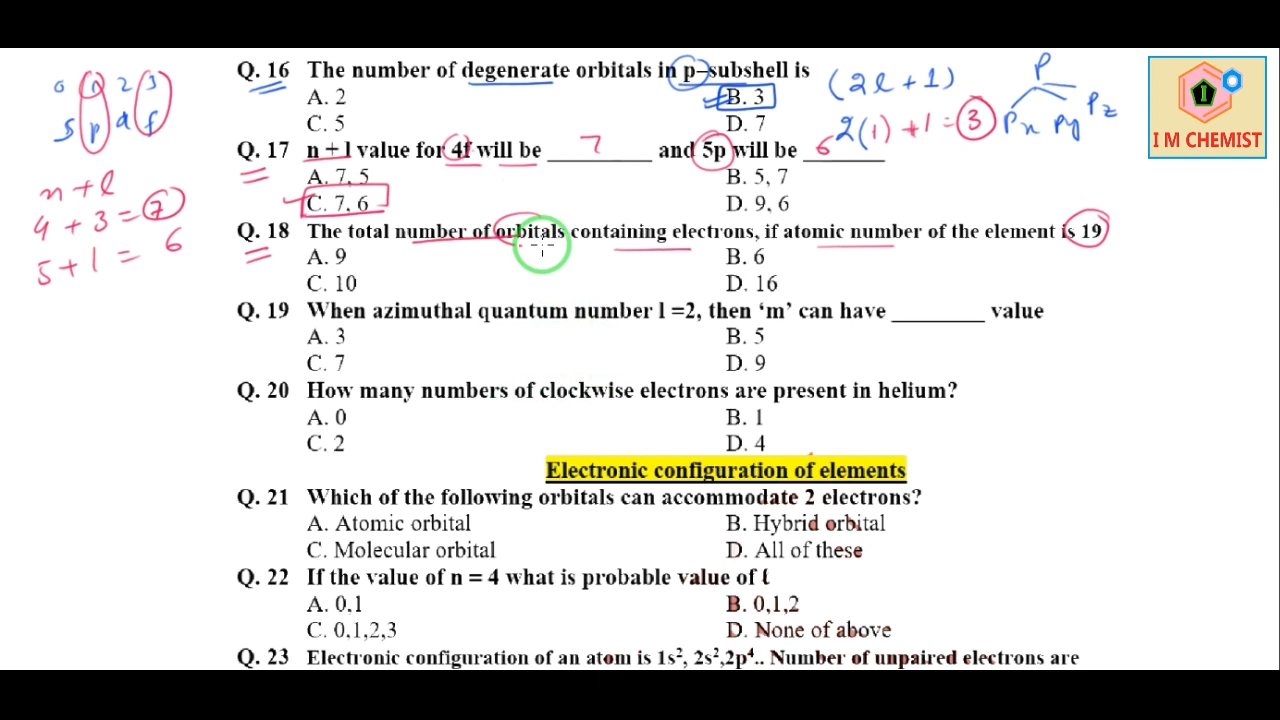 Q. 16 The number of degenerate orbitals in p–subshell is
A. 2 B. 3
C. 5 D. 7
Q. 17 n + l value for 4f will be ________ and 5p will be ________
A. 7, 5 B. 5, 7
C. 7, 6 D. 9, 6
Q. 18 The total number of orbitals containing electrons, if atomic number of the element is 19
A. 9 B. 6
C. 10 D. 16
Q. 19 When azimuthal quantum number l =2, then ‘m’ can have ________ value
A. 3 B. 5
C. 7 D. 9
Q. 20 How many numbers of clockwise electrons are present in helium?
A. 0 B. 1
C. 2 D. 4
Electronic configuration of elements
Q. 21 Which of the following orbitals can accommodate 2 electrons?
A. Atomic orbital B. Hybrid orbital
C. Molecular orbital D. All of these
Q. 22 If the value of n = 4 what is probable value of l
A. 0,1 B. 0,1,2
C. 0,1,2,3 D. None of above
Q. 23 Electronic configuration of an atom is 1s², 2s²,2p⁴.. Number of unpaired electrons are
0 1 2 3
s p d f
n + l
4 + 3 = 7
5 + 1 = 6
(2l + 1)
2(1) + 1 = 3
P
Px Py Pz
7
6
1
I M CHEMIST